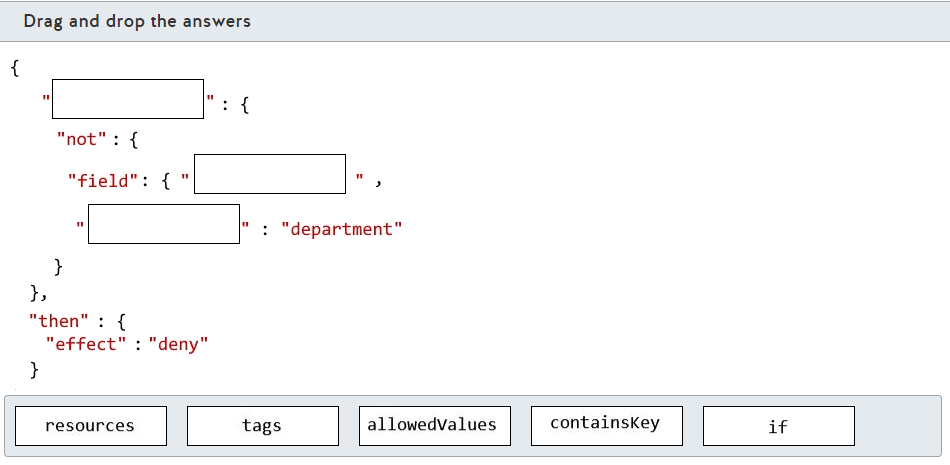 Drag and drop the answers
{
"          " : {
"not" : {
"field": { "          " ,
"          " : "department"
}
},
"then" : {
"effect" : "deny"
}
resources tags allowedValues containsKey if